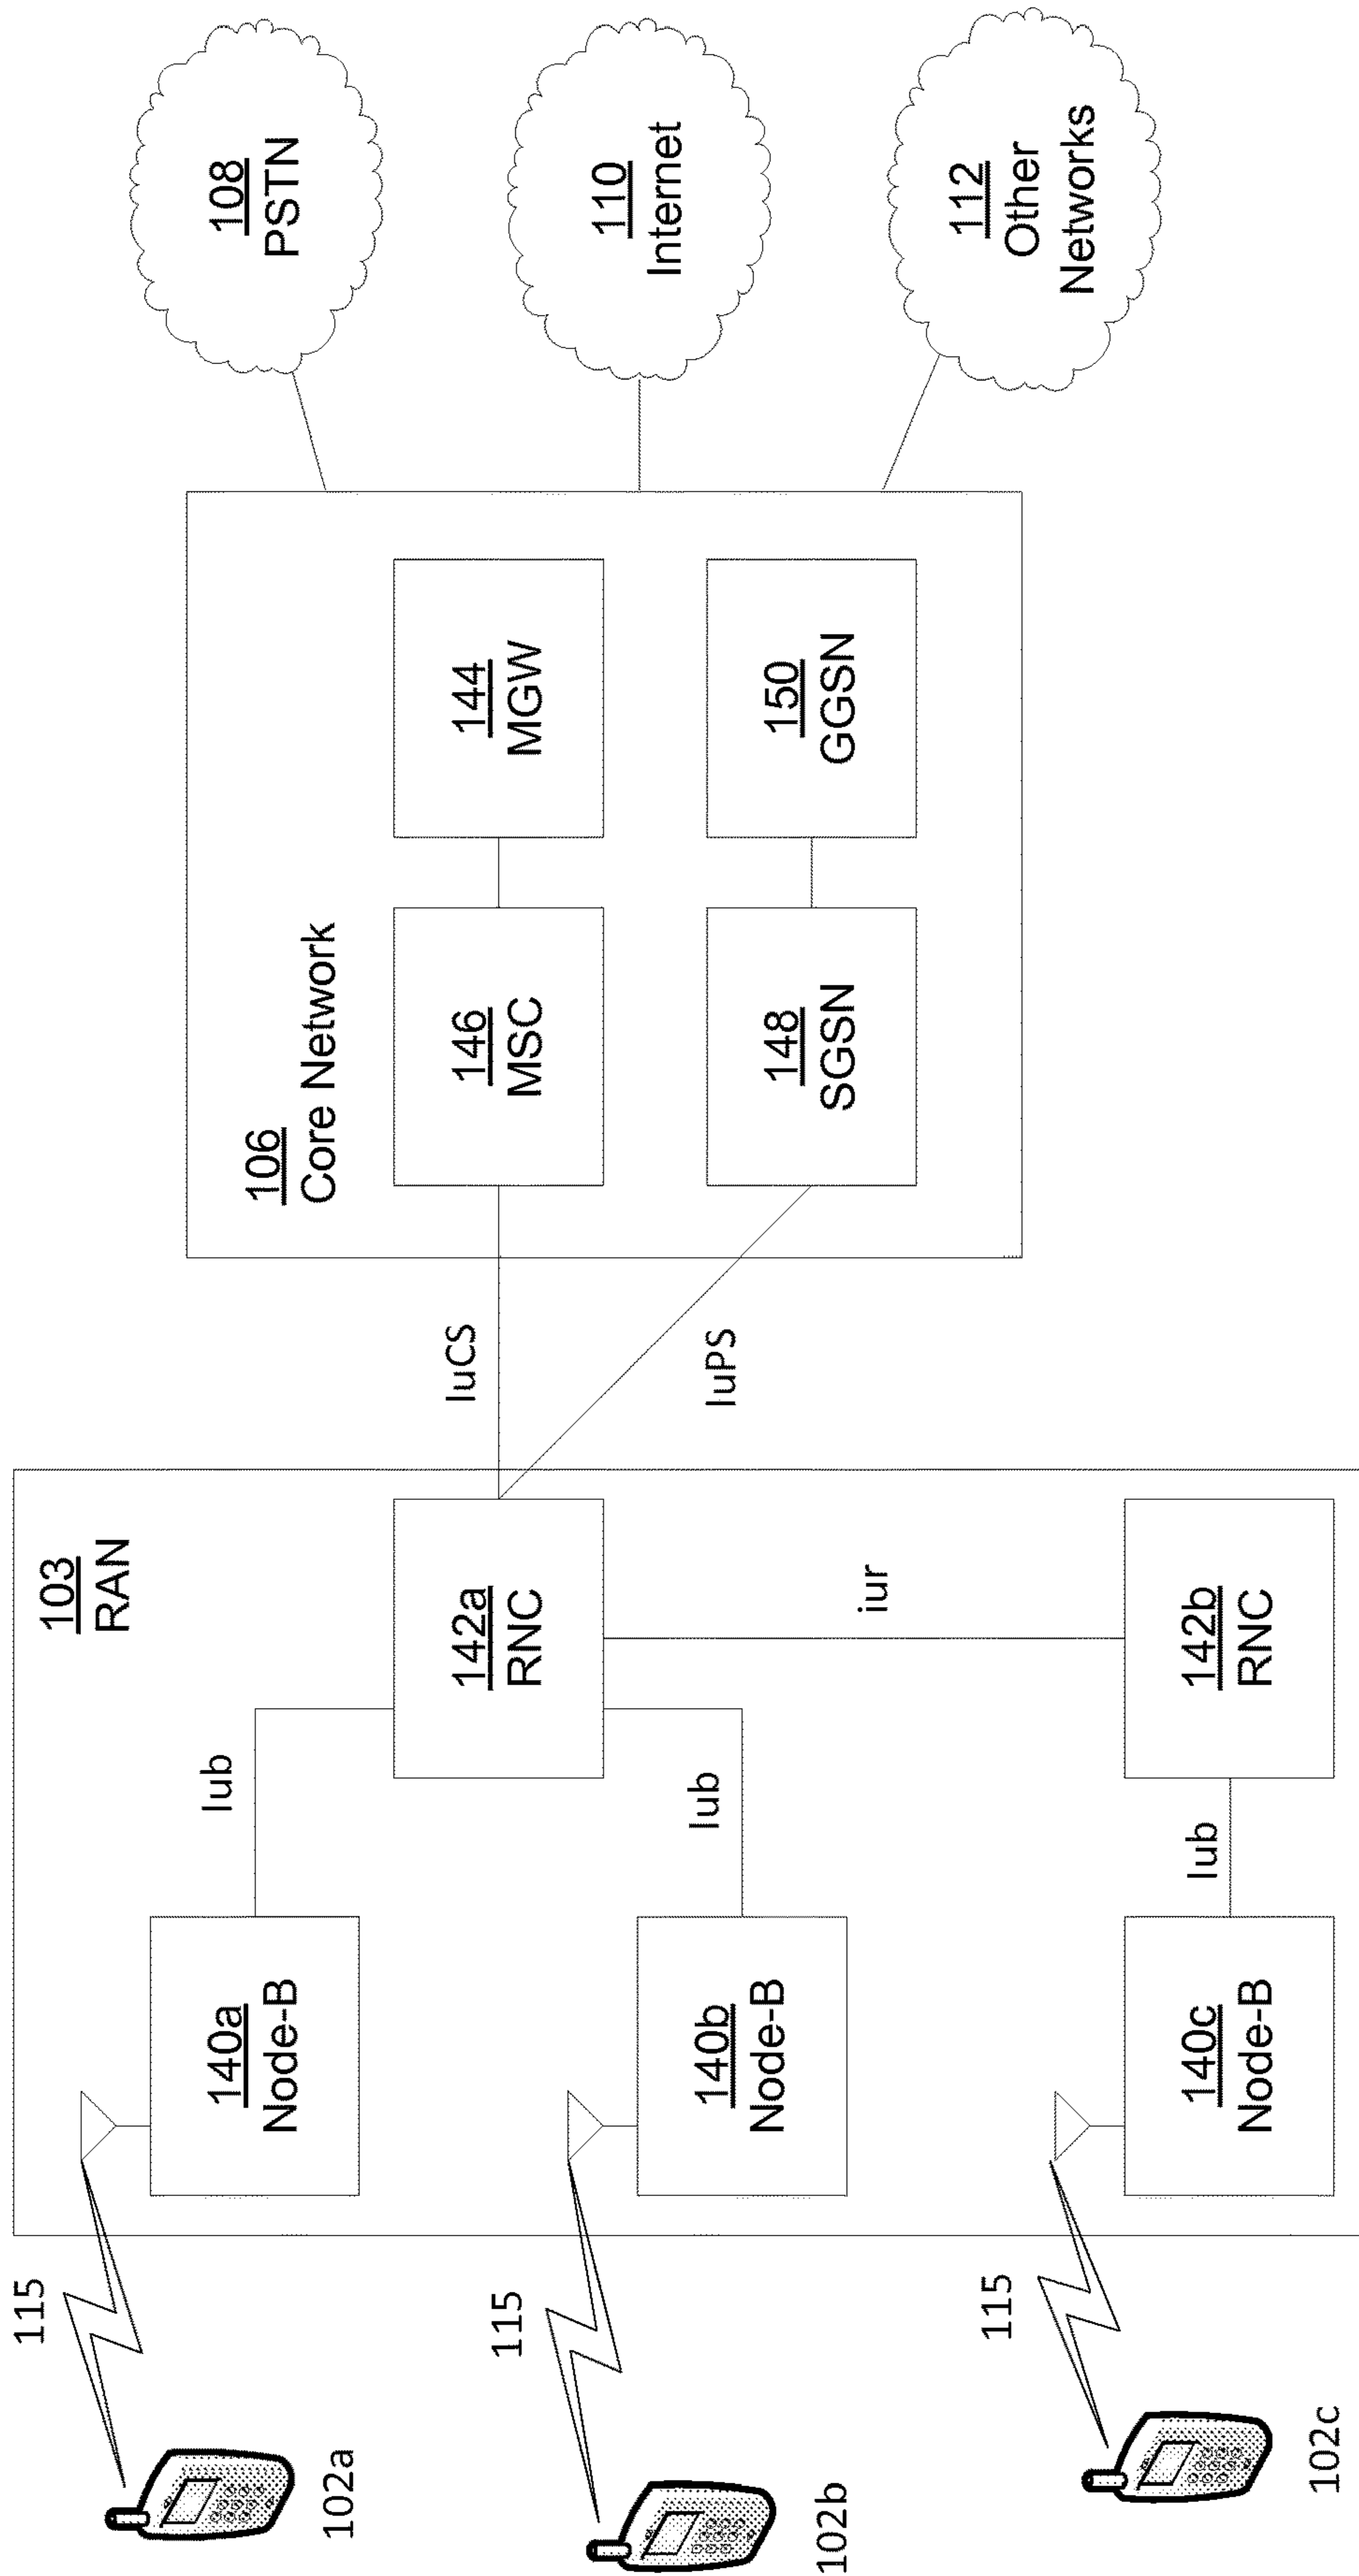 115
102a
115
102b
115
102c
103
RAN
140a
Node-B
Iub
140b
Node-B
Iub
140c
Node-B
Iub
142a
RNC
iur
142b
RNC
IuCS
IuPS
106
Core Network
146
MSC
144
MGW
148
SGSN
150
GGSN
108
PSTN
110
Internet
112
Other
Networks